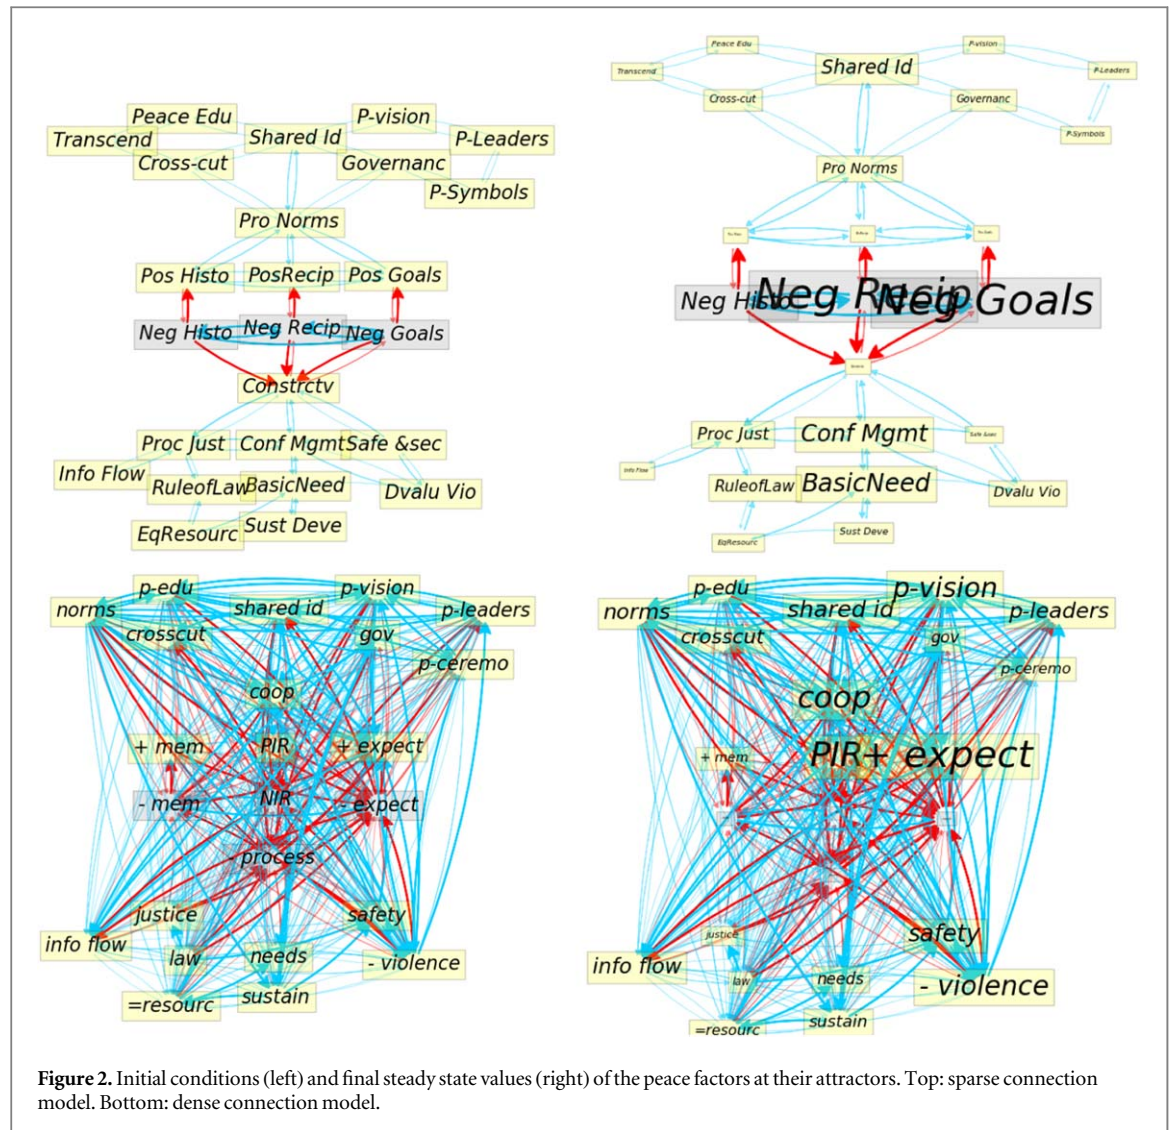 Peace Edu
P-vision
Transcend
Shared Id
P-Leaders
Cross-cut
Governanc
P-Symbols
Pro Norms
Pos Histo
PosRecip
Pos Goals
Neg Histo
Neg Recip
Neg Goals
Constrctv
Proc Just
Conf Mgmt
Safe &sec
Info Flow
RuleofLaw
BasicNeed
Dvalu Vio
EqResourc
Sust Deve
Peace Edu
P-vision
Transcend
Shared Id
P-Leaders
Cross-cut
Governanc
P-Symbols
Pro Norms
Neg Histo
Neg Recip
Neg Goals
Proc Just
Conf Mgmt
Safe &sec
Info Flow
RuleofLaw
BasicNeed
Dvalu Vio
EqResourc
Sust Deve
p-edu
p-vision
norms
shared id
p-leaders
crosscut
gov
p-ceremo
coop
+ mem
PIR
+ expect
- mem
NIR
- expect
- process
justice
safety
info flow
law
needs
- violence
=resourc
sustain
p-edu
p-vision
norms
shared id
p-leaders
crosscut
gov
p-ceremo
coop
+ mem
PIR
+ expect
justice
safety
info flow
law
needs
- violence
=resourc
sustain
Figure 2. Initial conditions (left) and final steady state values (right) of the peace factors at their attractors. Top: sparse connection
model. Bottom: dense connection model.